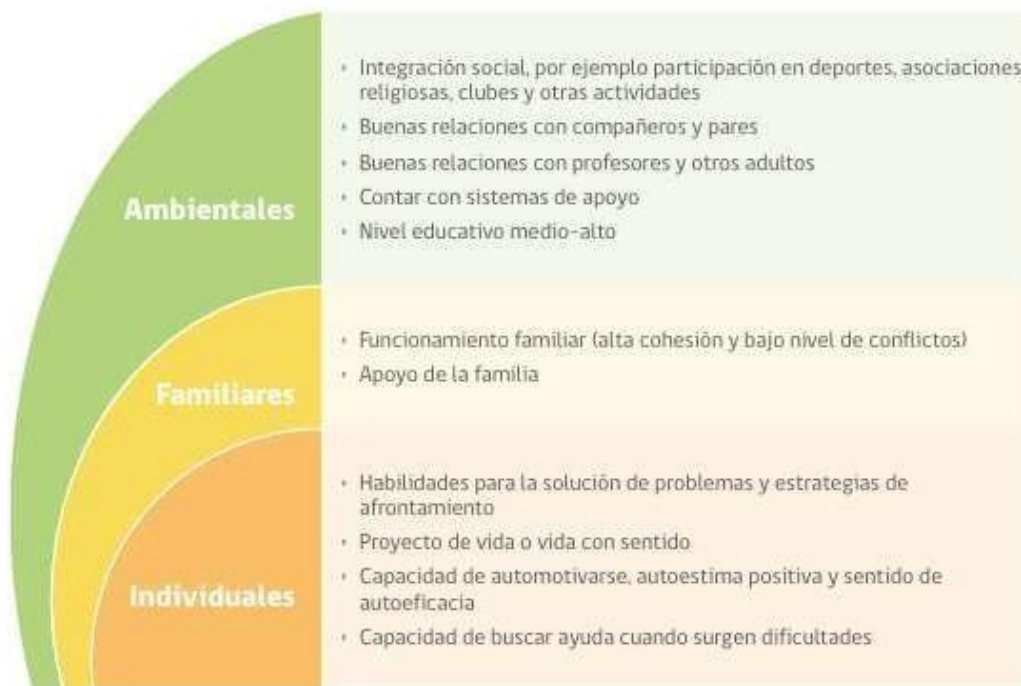 Ambientales
• Integración social, por ejemplo participación en deportes, asociaciones
religiosas, clubes y otras actividades
• Buenas relaciones con compañeros y pares
• Buenas relaciones con profesores y otros adultos
• Contar con sistemas de apoyo
• Nivel educativo medio-alto
Familiares
• Funcionamiento familiar (alta cohesión y bajo nivel de conflictos)
• Apoyo de la familia
Individuales
• Habilidades para la solución de problemas y estrategias de
afrontamiento
• Proyecto de vida o vida con sentido
• Capacidad de automotivarse, autoestima positiva y sentido de
autoeficacia
• Capacidad de buscar ayuda cuando surgen dificultades